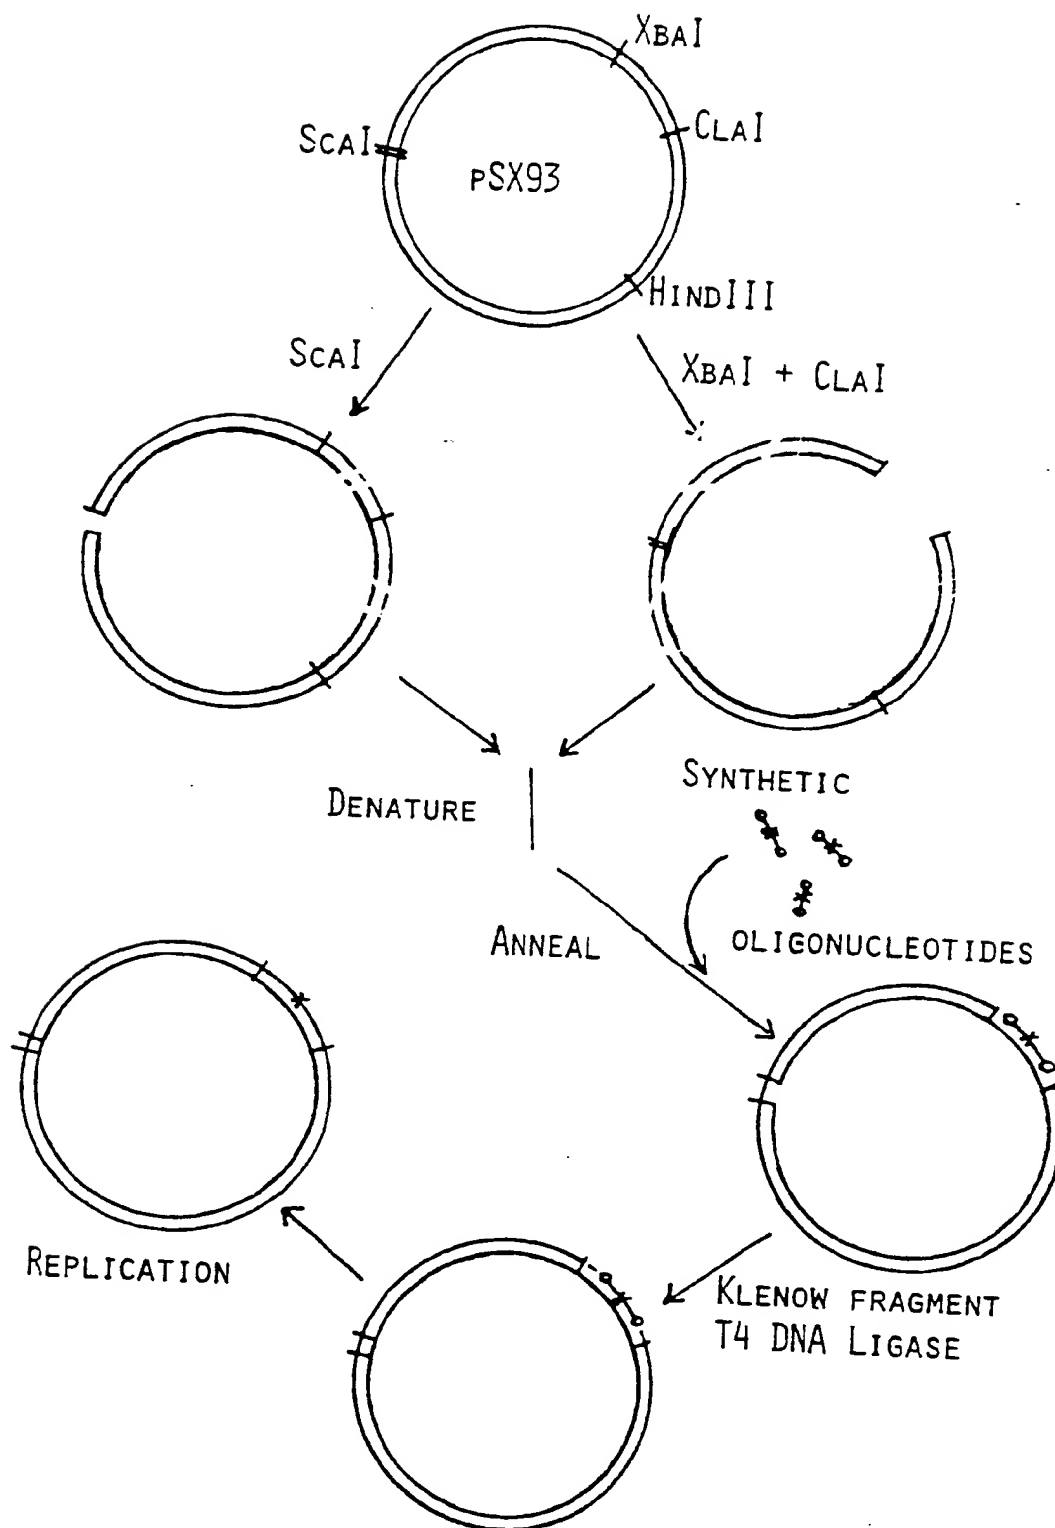 XBAI
SCAI
CLAI
pSX93
HINDIII
SCAI
XBAI + CLAI
SYNTHETIC
DENATURE
ANNEAL
OLIGONUCLEOTIDES
REPLICATION
KLENOW FRAGMENT
T4 DNA LIGASE